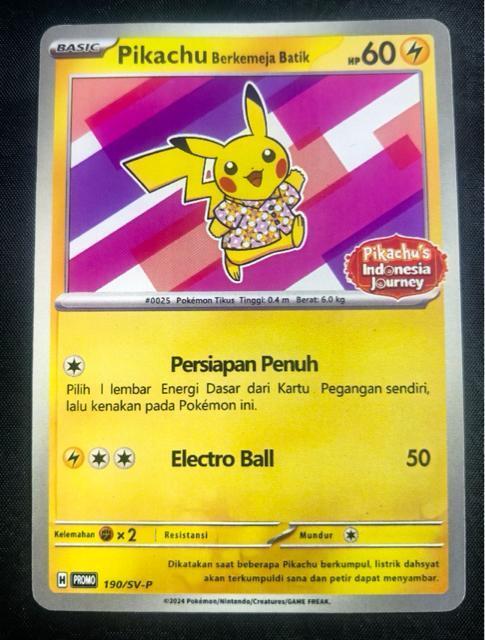 BASIC Pikachu Berkemeja Batik HP 60
Pikachu's
Indonesia
Journey
#0025 Pokémon Tikus Tinggi: 0.4 m Berat: 6.0 kg
Persiapan Penuh
Pilih 1 lembar Energi Dasar dari Kartu Pegangan sendiri,
lalu kenakan pada Pokémon ini.
Electro Ball 50
Kelemahan ×2 Resistansi Mundur
Dikatakan saat beberapa Pikachu berkumpul, listrik dahsyat
akan terkumpuldi sana dan petir dapat menyambar.
H PROMO 190/SV-P
©2024 Pokémon/Nintendo/Creatures/GAME FREAK.